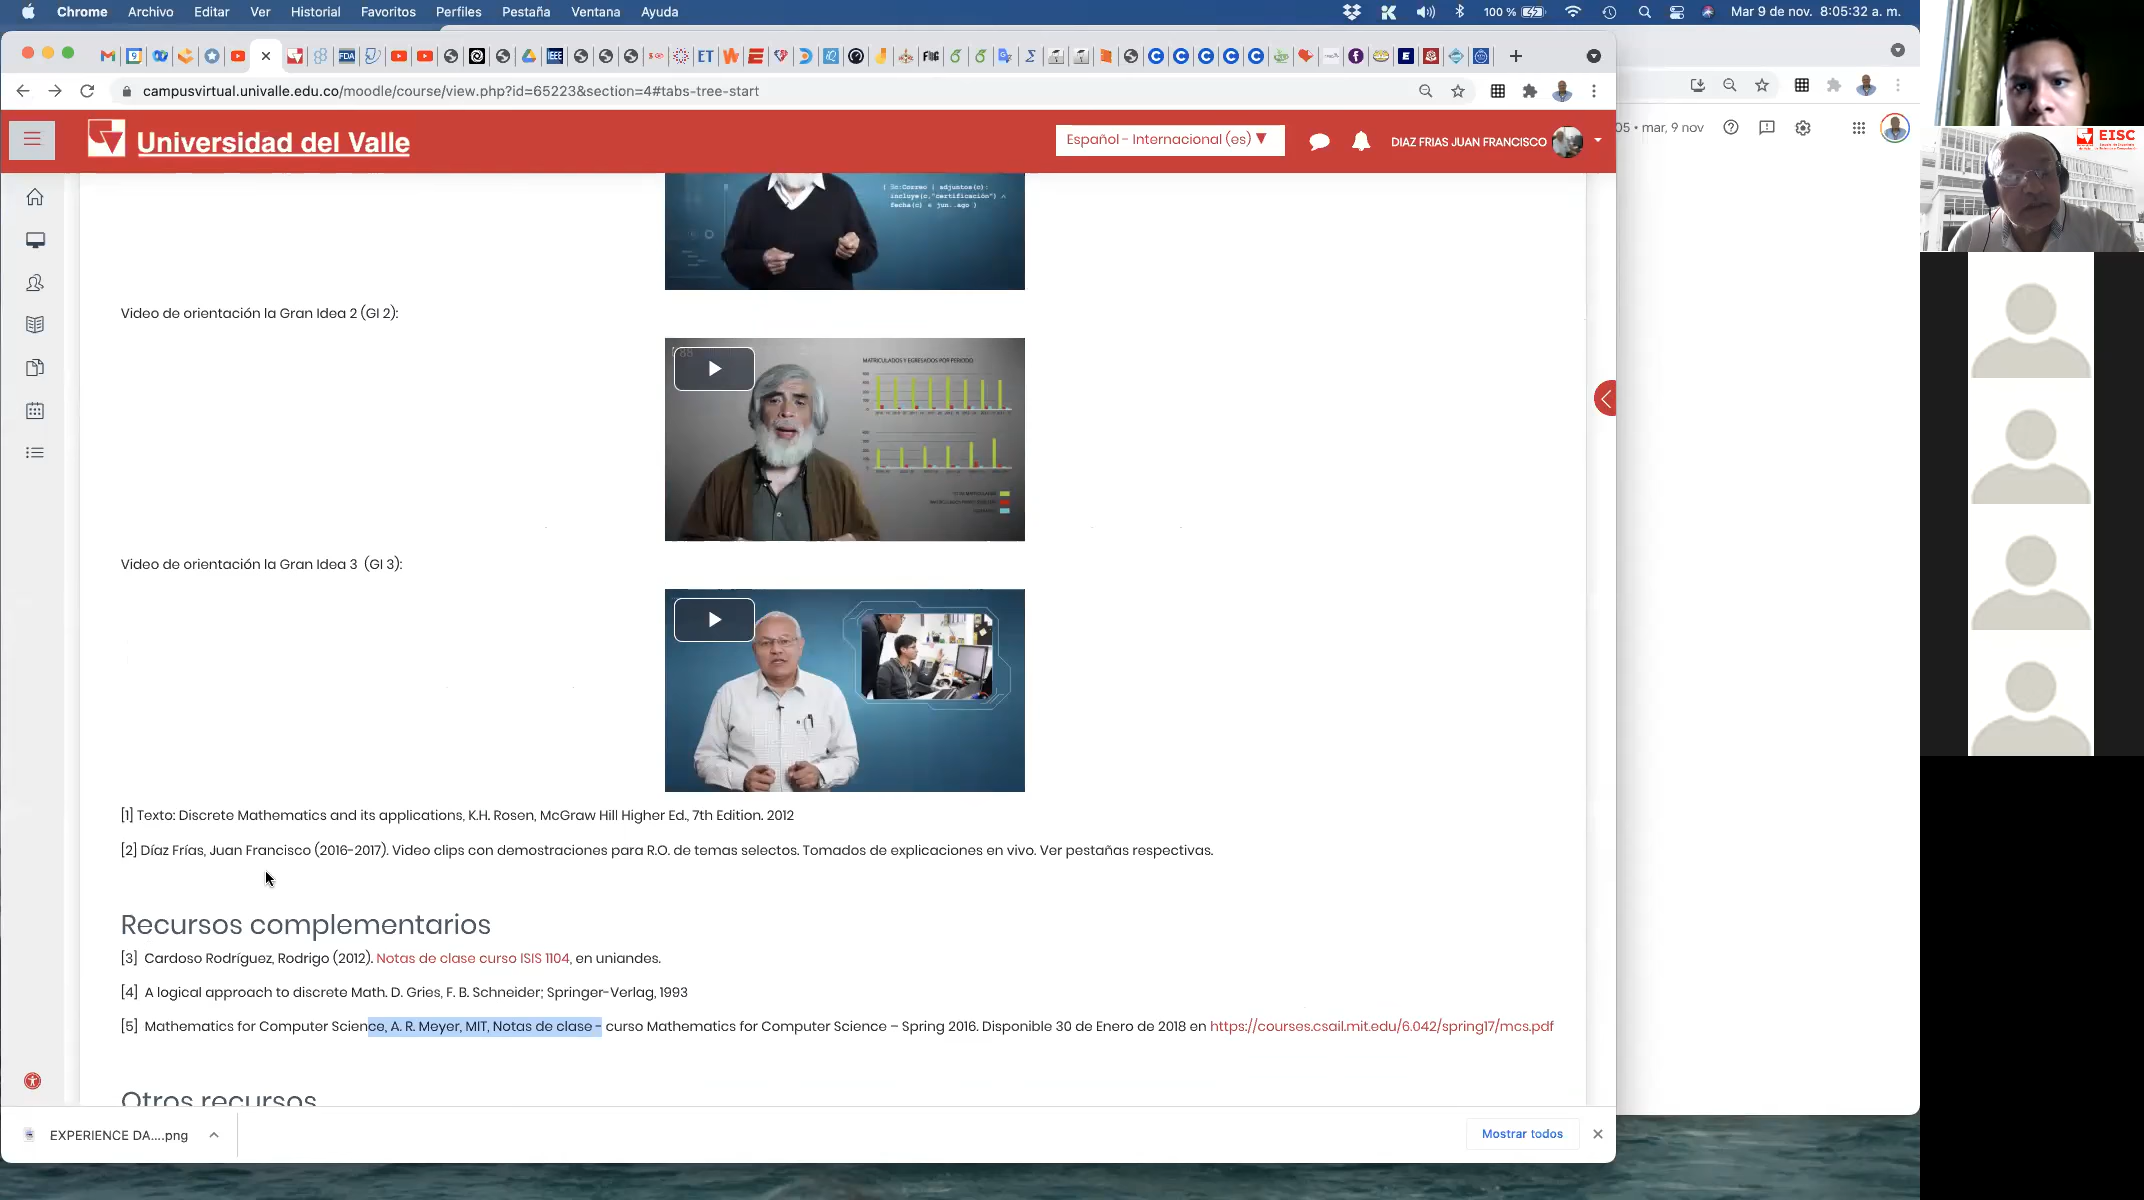 Chrome Archivo Editar Ver Historial Favoritos Perfiles Pestaña Ventana Ayuda
100 % Mar 9 de nov. 8:05:32 a. m.
campusvirtual.univalle.edu.co/moodle/course/view.php?id=65223&section=4#tabs-tree-start
05 • mar, 9 nov
EISC
Universidad del Valle
Español - Internacional (es) ▼
DIAZ FRIAS JUAN FRANCISCO
[ ∃c:Correo | adjuntos(c):
incluye(c,"certificación") ∧
fecha(c) ∈ jun..ago )
Video de orientación la Gran Idea 2 (GI 2):
MATRICULADOS Y EGRESADOS POR PERIODO
Video de orientación la Gran Idea 3 (GI 3):
[1] Texto: Discrete Mathematics and its applications, K.H. Rosen, McGraw Hill Higher Ed., 7th Edition. 2012
[2] Díaz Frías, Juan Francisco (2016-2017). Video clips con demostraciones para R.O. de temas selectos. Tomados de explicaciones en vivo. Ver pestañas respectivas.
Recursos complementarios
[3] Cardoso Rodríguez, Rodrigo (2012). Notas de clase curso ISIS 1104, en uniandes.
[4] A logical approach to discrete Math. D. Gries, F. B. Schneider; Springer-Verlag, 1993
[5] Mathematics for Computer Science, A. R. Meyer, MIT, Notas de clase - curso Mathematics for Computer Science – Spring 2016. Disponible 30 de Enero de 2018 en https://courses.csail.mit.edu/6.042/spring17/mcs.pdf
Otros recursos
EXPERIENCE DA....png
Mostrar todos